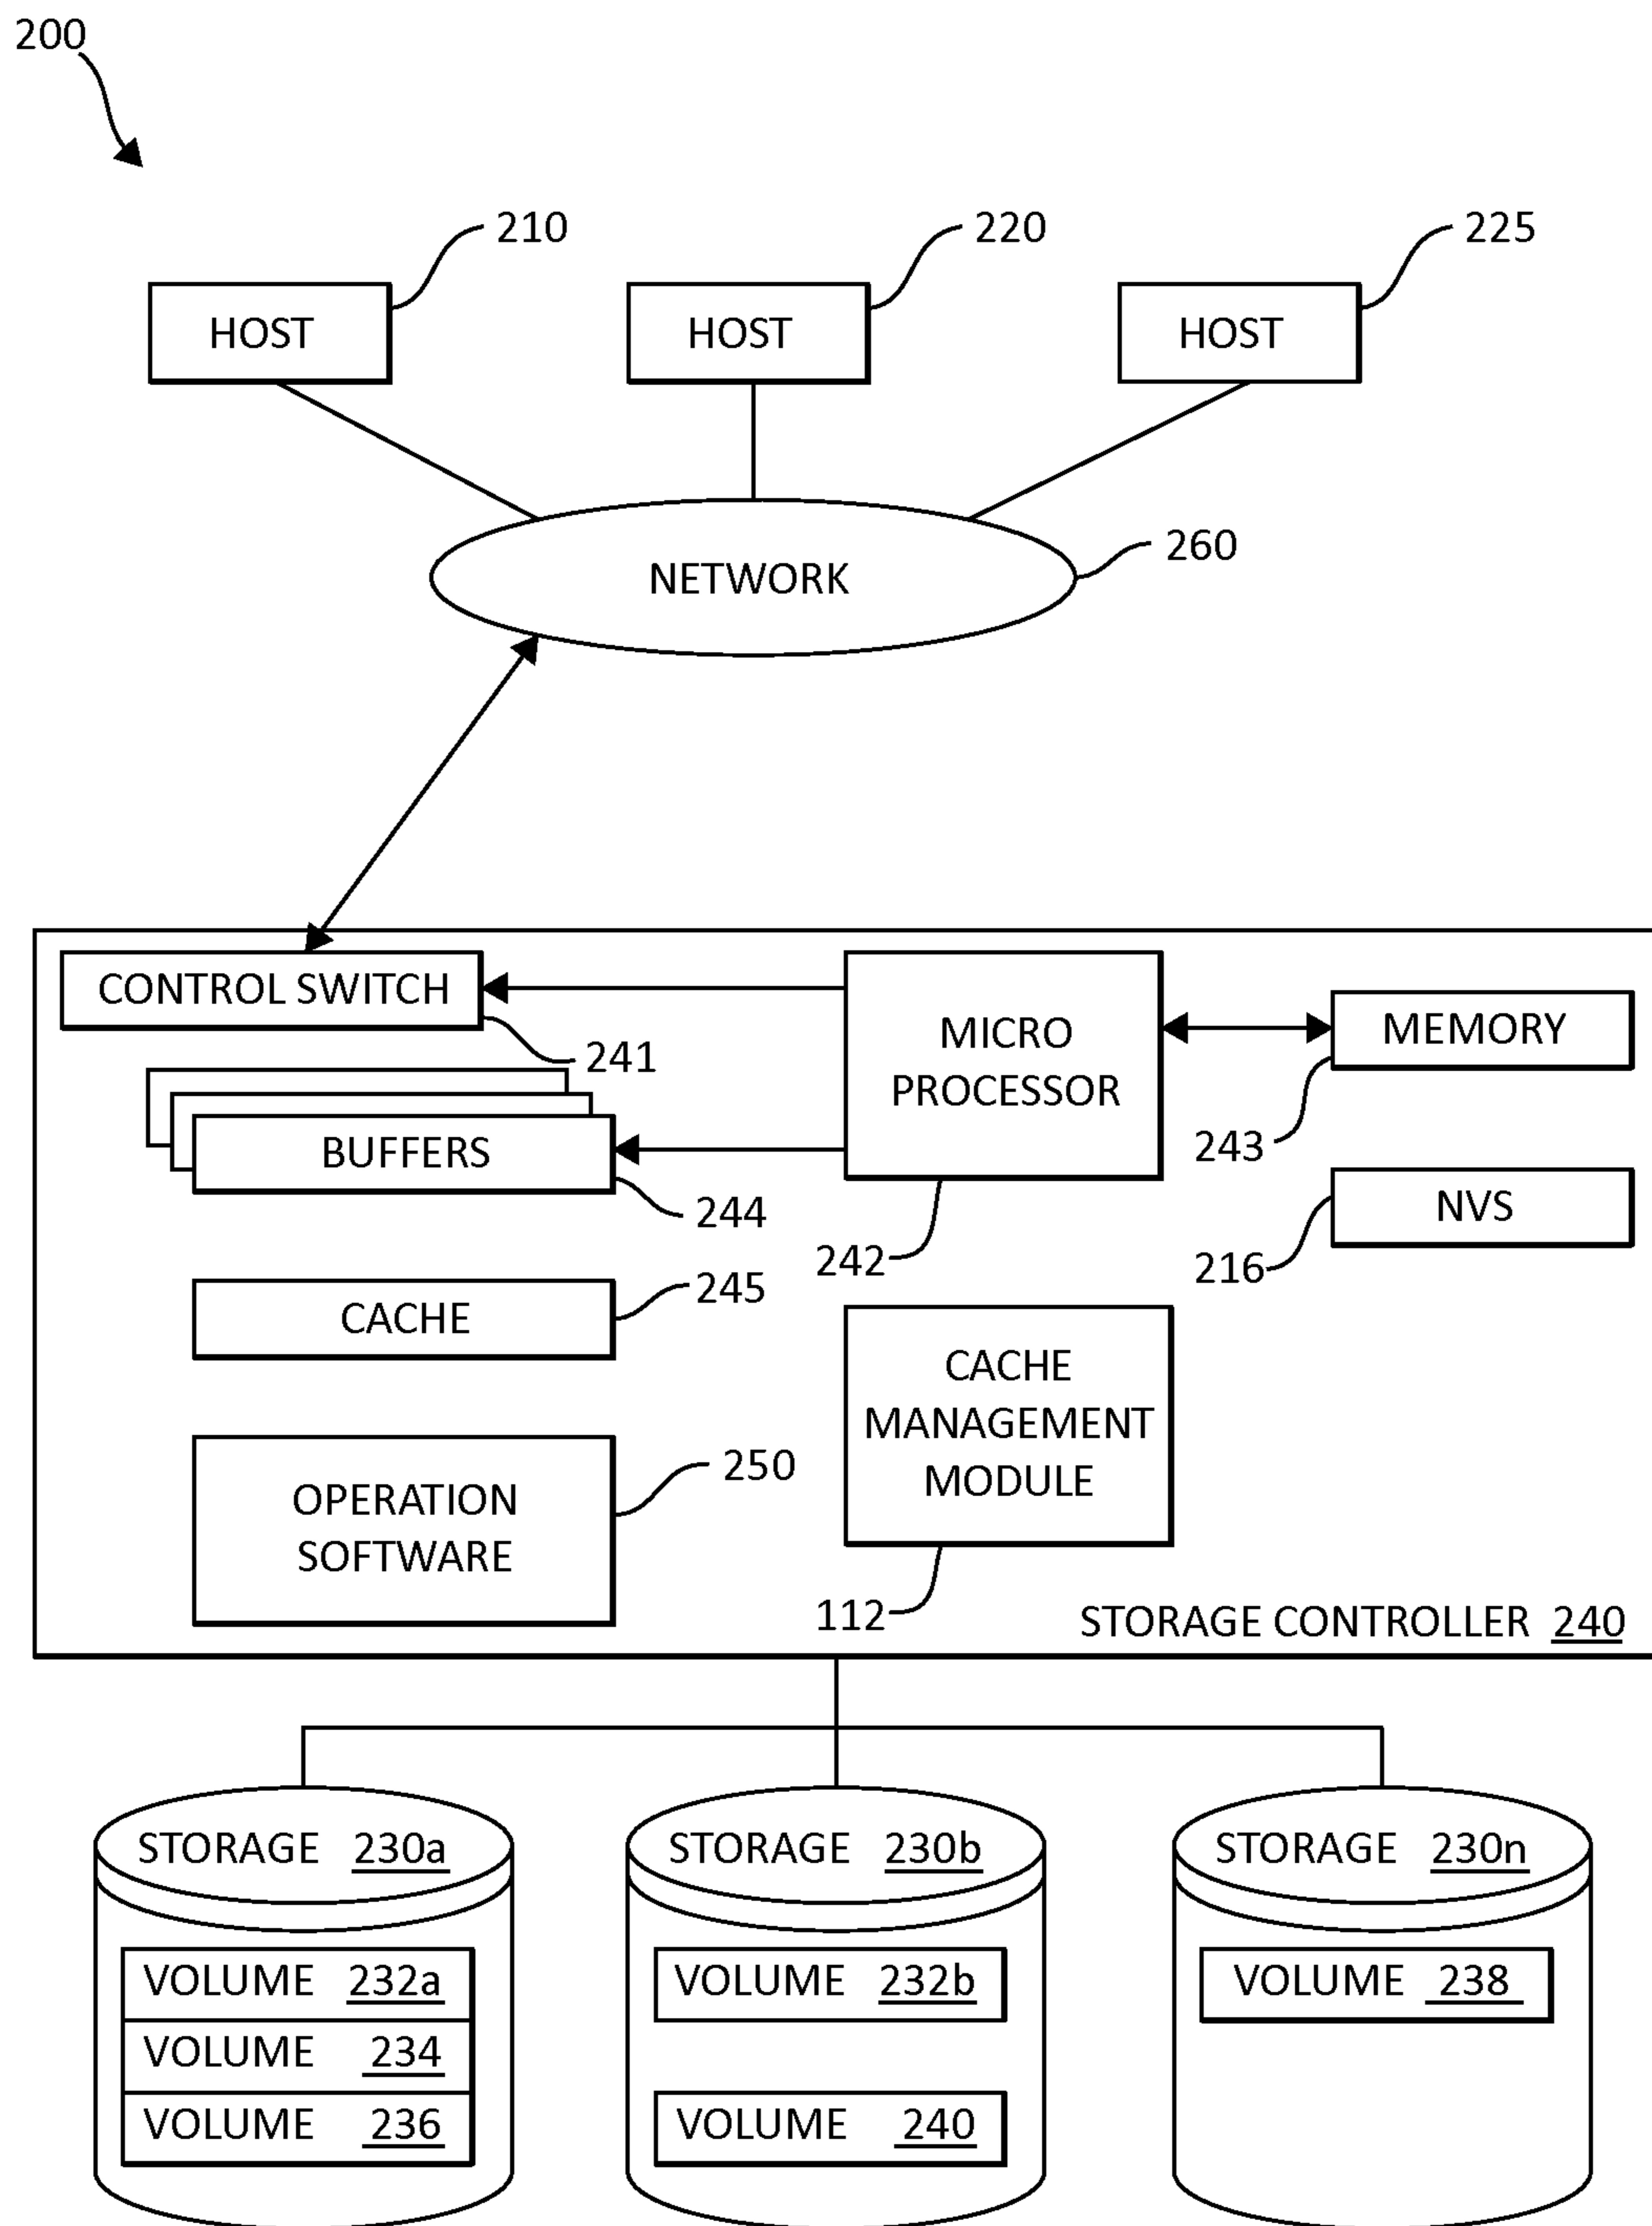 200
210
220
225
HOST
HOST
HOST
260
NETWORK
CONTROL SWITCH
241
MICRO
PROCESSOR
242
MEMORY
243
BUFFERS
244
NVS
216
CACHE
245
CACHE
MANAGEMENT
MODULE
112
OPERATION
SOFTWARE
250
STORAGE CONTROLLER 240
STORAGE 230a
VOLUME 232a
VOLUME 234
VOLUME 236
STORAGE 230b
VOLUME 232b
VOLUME 240
STORAGE 230n
VOLUME 238